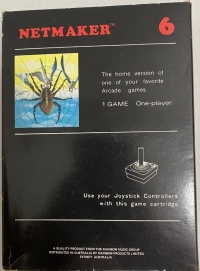 NETMAKER™ 6
The home version of
one of your favorite
Arcade games
1 GAME One-player
Use your Joystick Controllers
with this game cartridge
A QUALITY PRODUCT FROM THE RAINBOW MUSIC GROUP
DISTRIBUTED IN AUSTRALIA BY RAINBOW PRODUCTS LIMITED
SYDNEY, AUSTRALIA